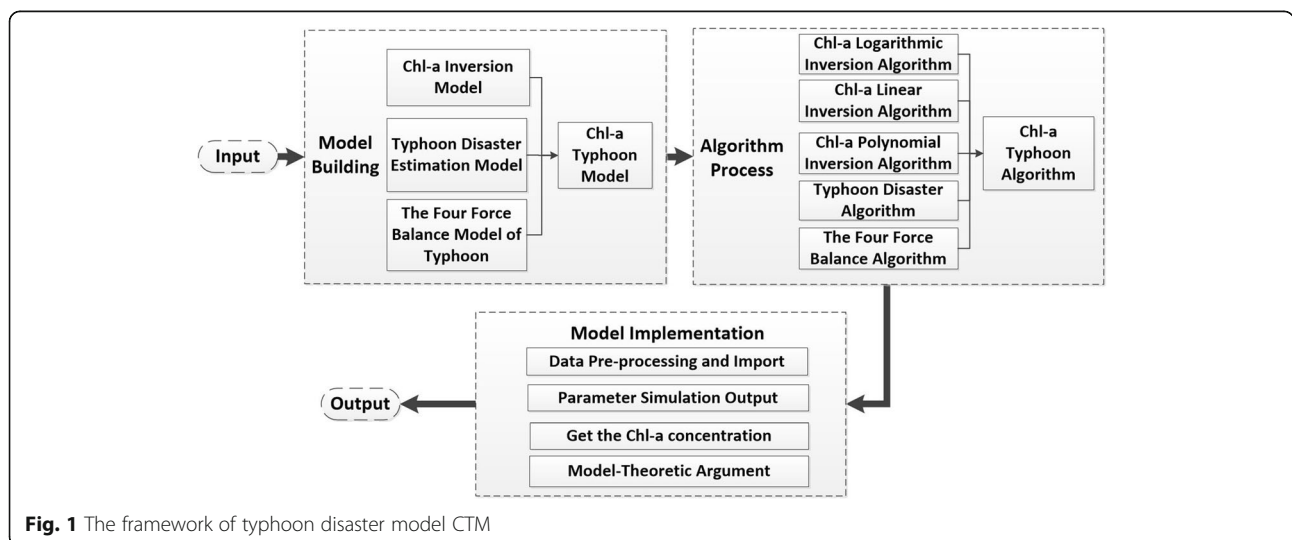 Input
Model
Building
Chl-a Inversion
Model
Typhoon Disaster
Estimation Model
The Four Force
Balance Model of
Typhoon
Chl-a
Typhoon
Model
Algorithm
Process
Chl-a Logarithmic
Inversion Algorithm
Chl-a Linear
Inversion Algorithm
Chl-a Polynomial
Inversion Algorithm
Typhoon Disaster
Algorithm
The Four Force
Balance Algorithm
Chl-a
Typhoon
Algorithm
Model Implementation
Data Pre-processing and Import
Parameter Simulation Output
Get the Chl-a concentration
Model-Theoretic Argument
Output
Fig. 1 The framework of typhoon disaster model CTM